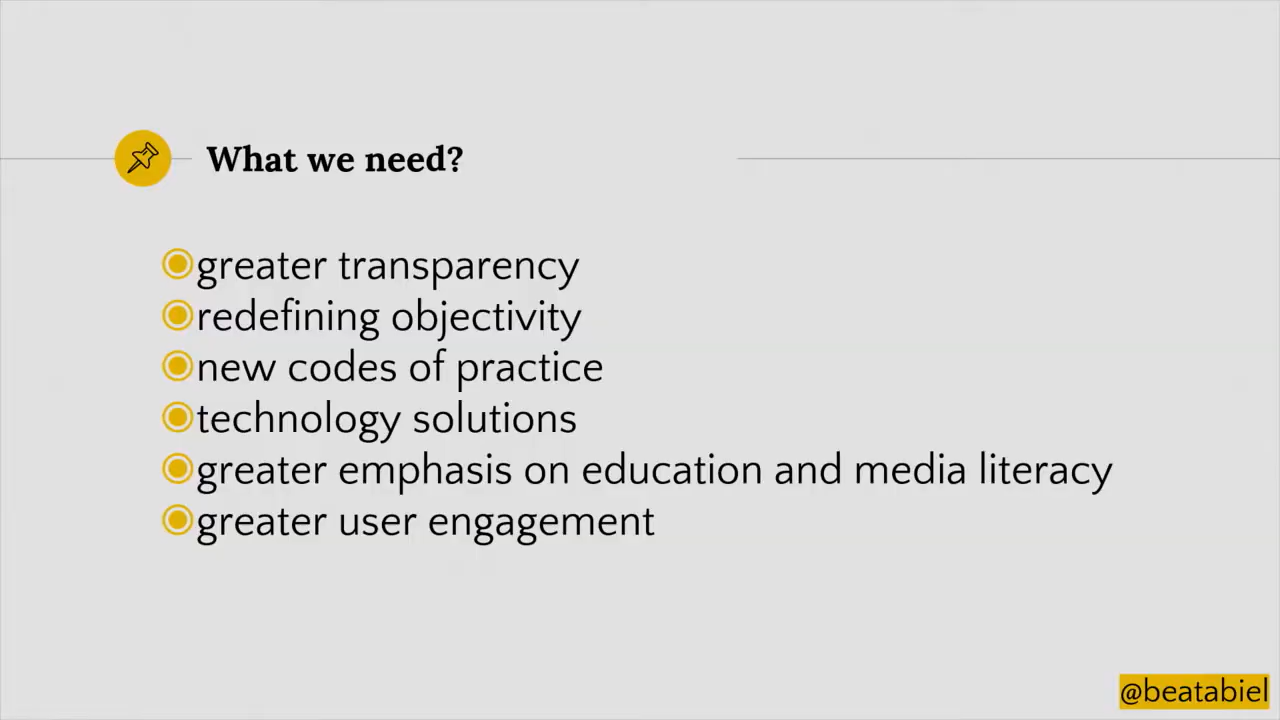 What we need?
greater transparency
redefining objectivity
new codes of practice
technology solutions
greater emphasis on education and media literacy
greater user engagement
@beatabiel